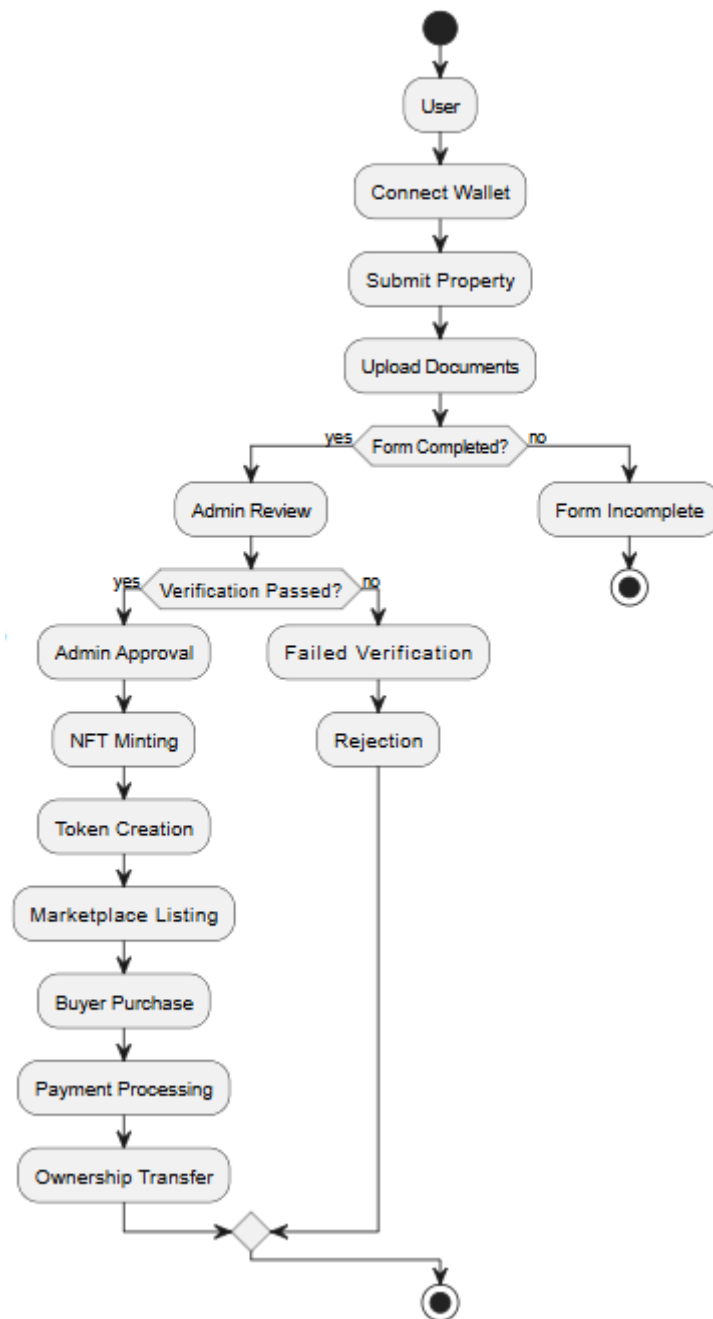 User
Connect Wallet
Submit Property
Upload Documents
yes
Form Completed?
no
Admin Review
Form Incomplete
yes
Verification Passed?
no
Admin Approval
Failed Verification
NFT Minting
Rejection
Token Creation
Marketplace Listing
Buyer Purchase
Payment Processing
Ownership Transfer